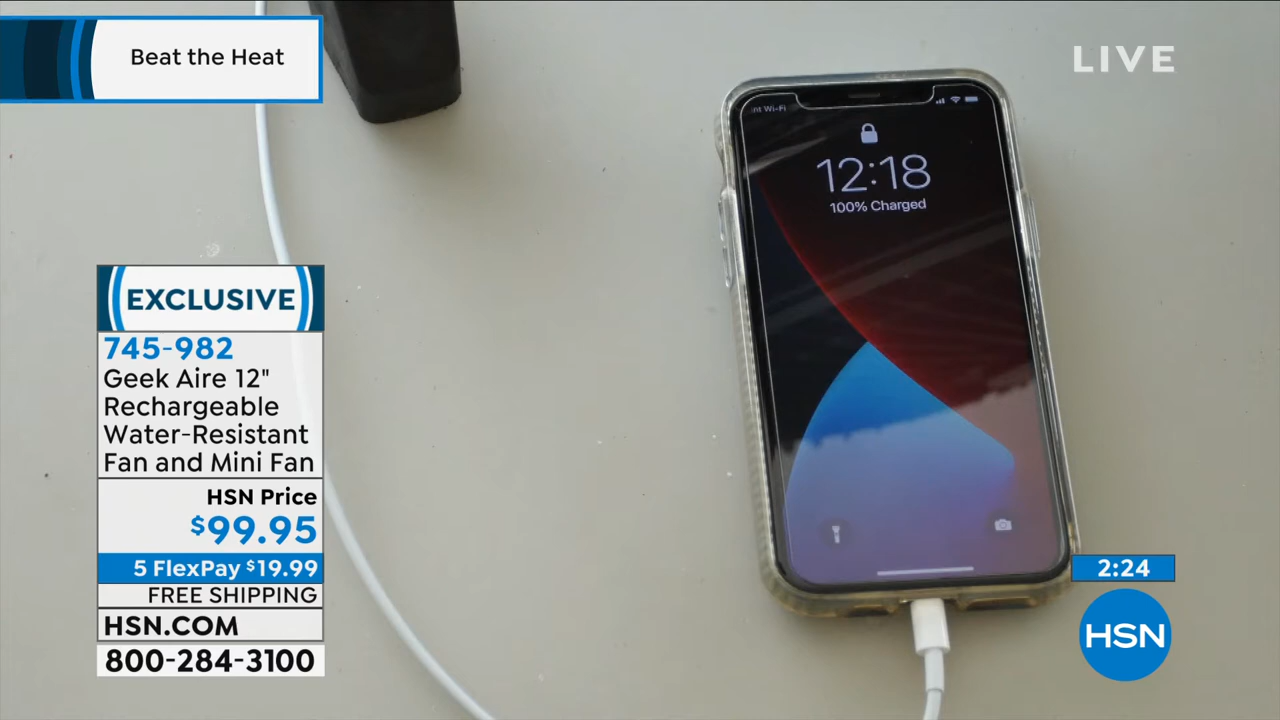 Beat the Heat
LIVE
Wi-Fi
12:18
100% Charged
EXCLUSIVE
745-982
Geek Aire 12"
Rechargeable
Water-Resistant
Fan and Mini Fan
HSN Price
$99.95
5 FlexPay $19.99
FREE SHIPPING
HSN.COM
800-284-3100
2:24
HSN